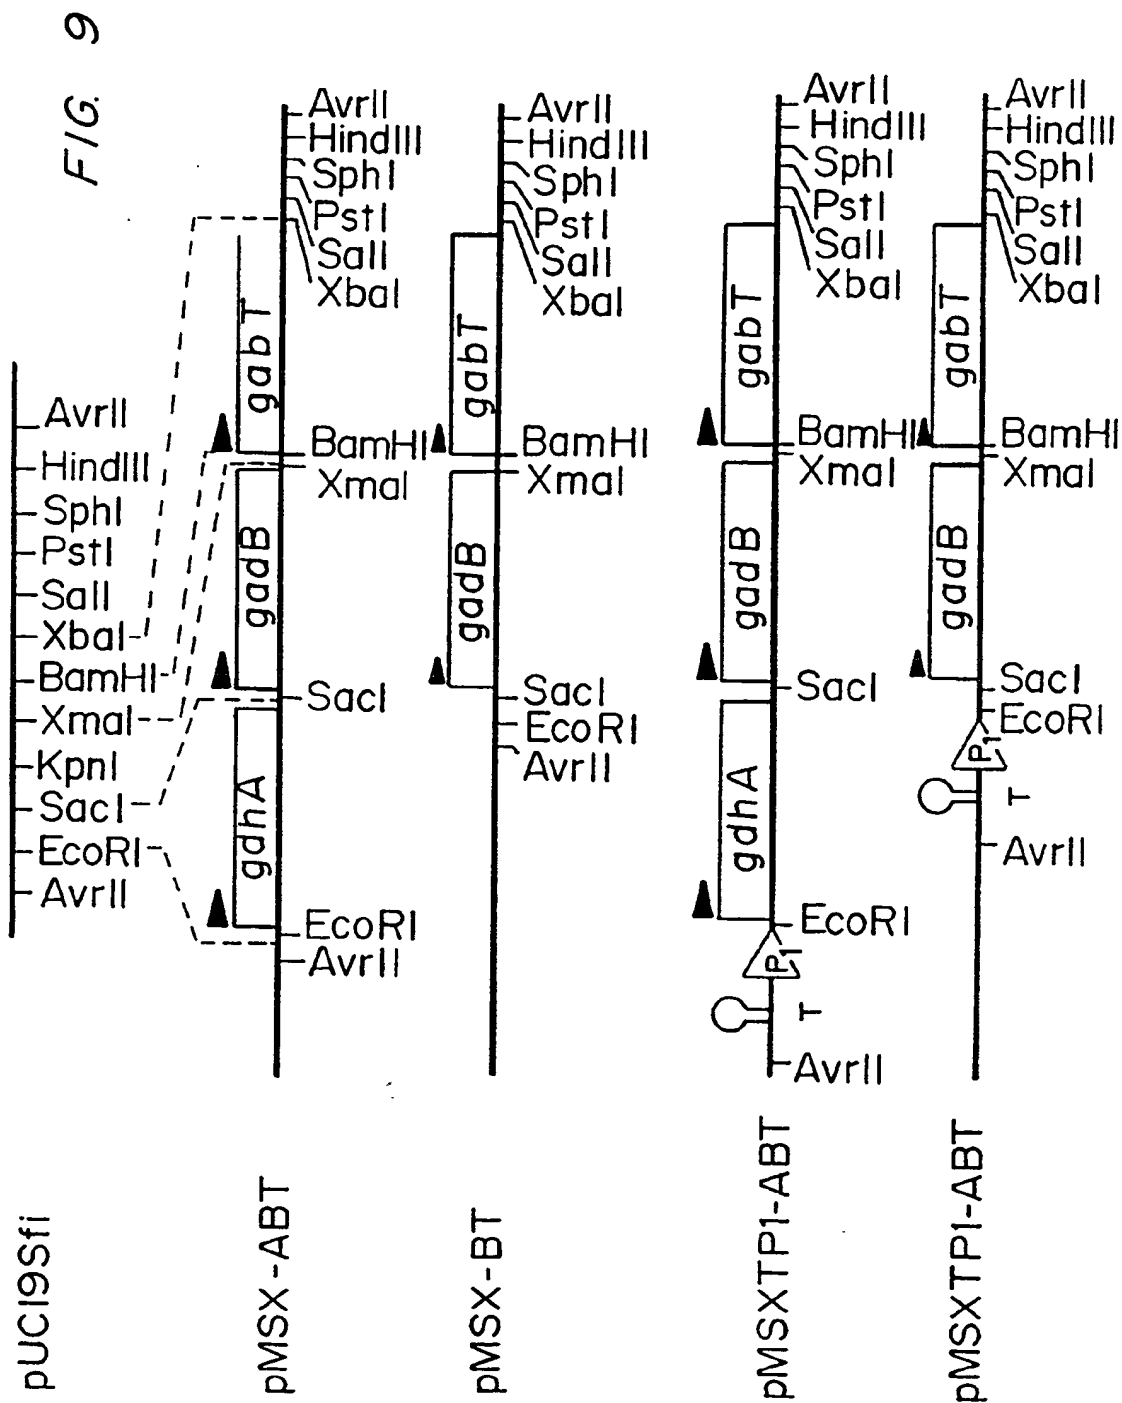 FIG. 9
pUC19Sfi
AvrII
EcoRI
SacI
KpnI
XmaI
BamHI
XbaI
SalI
PstI
SphI
HindIII
AvrII
pMSX-ABT
gdhA
gadB
gabT
AvrII
EcoRI
SacI
XmaI
BamHI
XbaI
SalI
PstI
SphI
HindIII
AvrII
pMSX-BT
gadB
gabT
AvrII
EcoRI
SacI
XmaI
BamHI
XbaI
SalI
PstI
SphI
HindIII
AvrII
pMSXTP1-ABT
gdhA
gadB
gabT
AvrII
T
P1
EcoRI
SacI
XmaI
BamHI
XbaI
SalI
PstI
SphI
HindIII
AvrII
pMSXTP1-ABT
gadB
gabT
AvrII
T
P1
EcoRI
SacI
XmaI
BamHI
XbaI
SalI
PstI
SphI
HindIII
AvrII